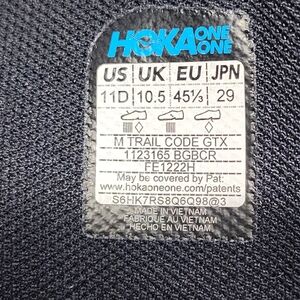 HOKA ONE ONE
US UK EU JPN
11D 10.5 45⅓ 29
M TRAIL CODE GTX
1123165 BGBCR
FE1222H
May be covered by Pat:
www.hokaoneone.com/patents
S6HK7RS8Q6Q98@3
MADE IN VIETNAM
FABRIQUÉ AU VIETNAM
HECHO EN VIETNAM